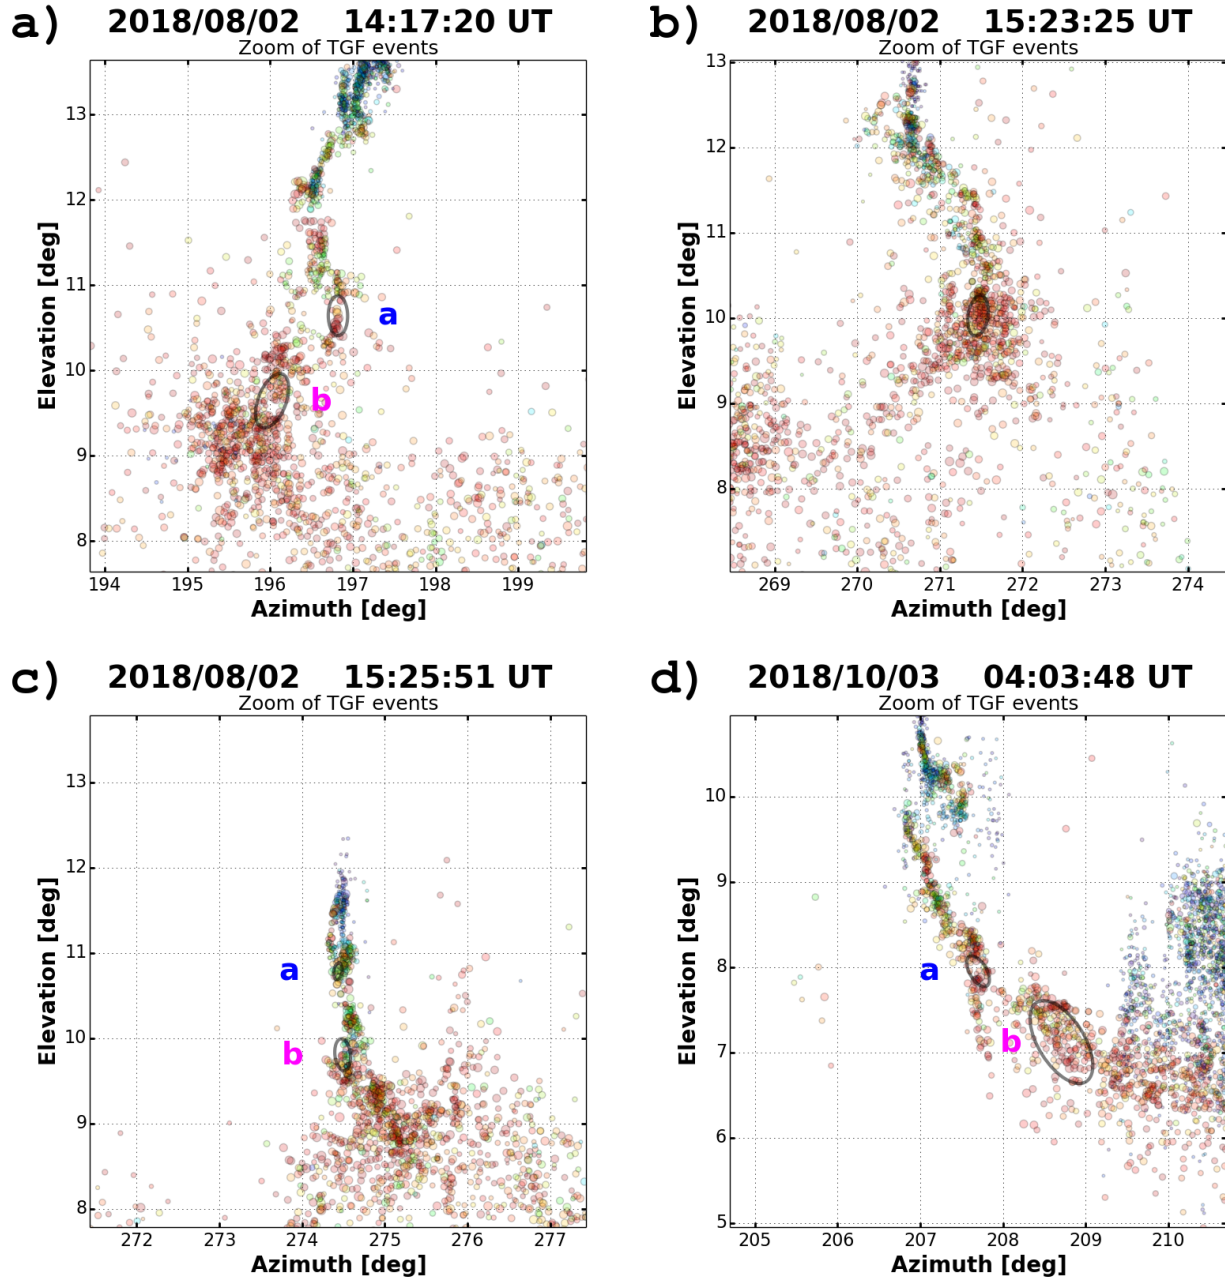 a) 2018/08/02 14:17:20 UT
Zoom of TGF events
13
12
11
10
9
8
Elevation [deg]
a
b
194 195 196 197 198 199
Azimuth [deg]
b) 2018/08/02 15:23:25 UT
Zoom of TGF events
13
12
11
10
9
8
Elevation [deg]
269 270 271 272 273 274
Azimuth [deg]
c) 2018/08/02 15:25:51 UT
Zoom of TGF events
13
12
11
10
9
8
Elevation [deg]
a
b
272 273 274 275 276 277
Azimuth [deg]
d) 2018/10/03 04:03:48 UT
Zoom of TGF events
10
9
8
7
6
5
Elevation [deg]
a
b
205 206 207 208 209 210
Azimuth [deg]